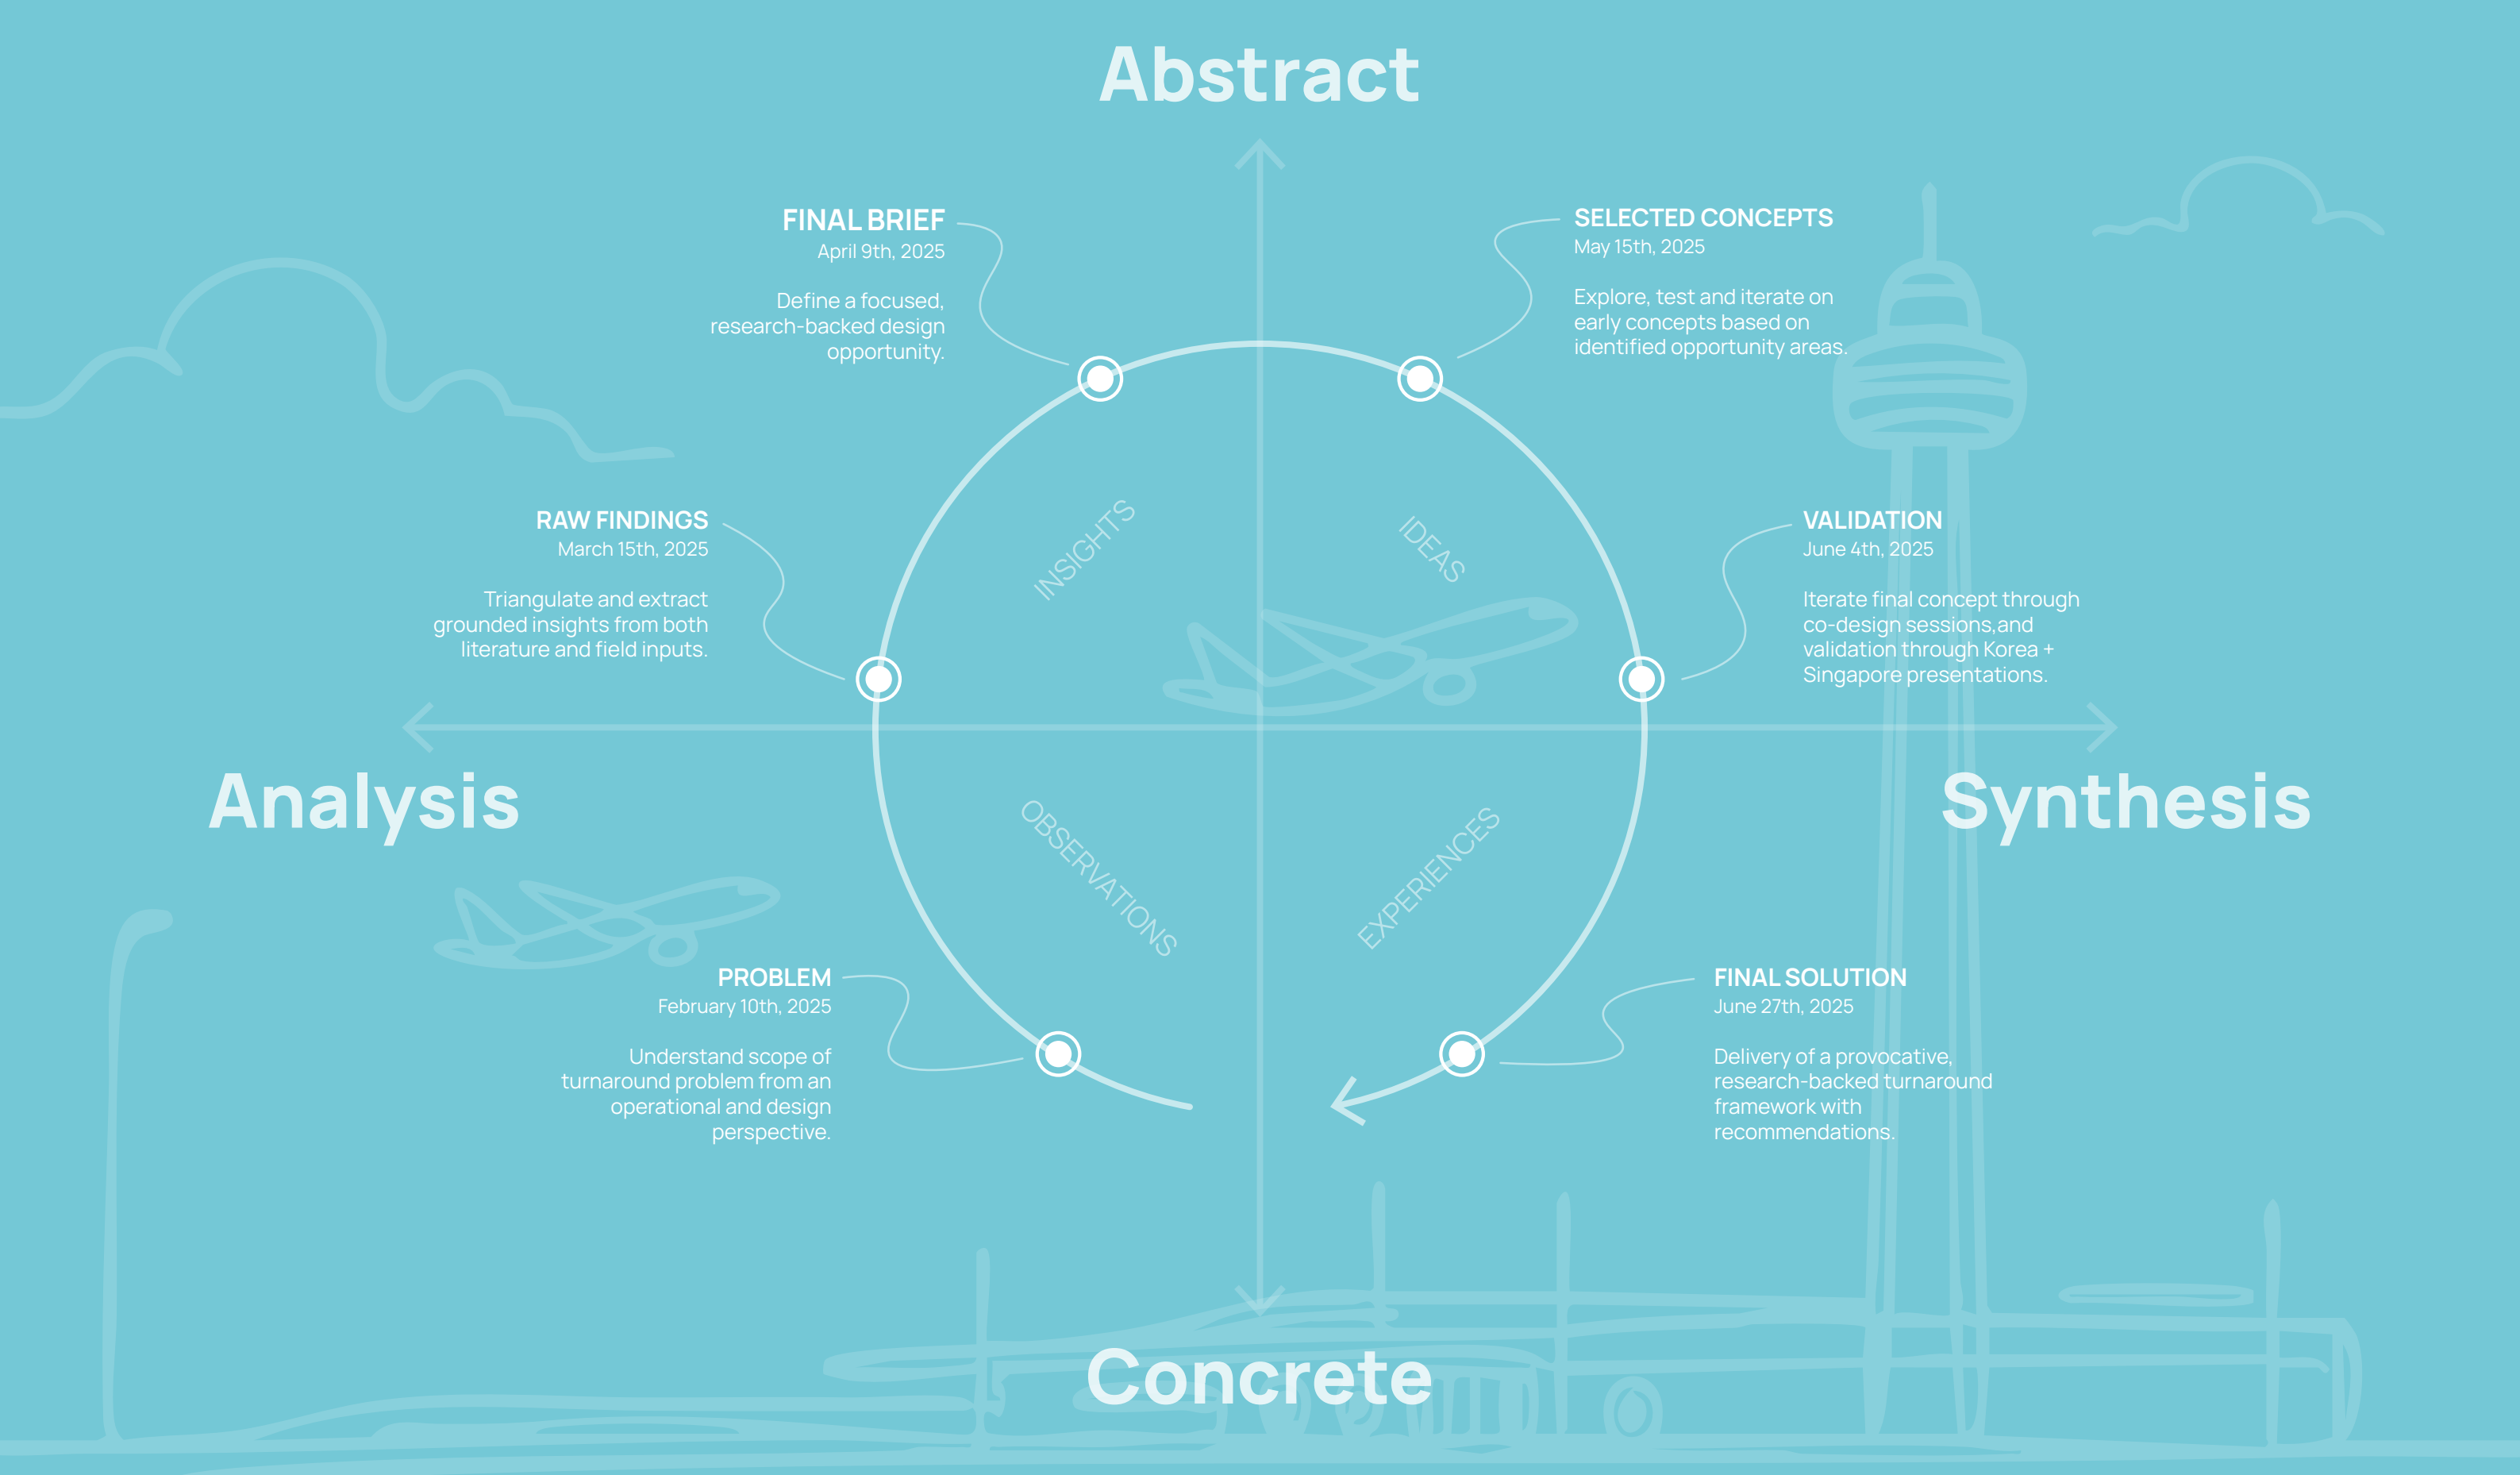 Abstract
FINAL BRIEF
April 9th, 2025
Define a focused,
research-backed design
opportunity.
SELECTED CONCEPTS
May 15th, 2025
Explore, test and iterate on
early concepts based on
identified opportunity areas.
RAW FINDINGS
March 15th, 2025
Triangulate and extract
grounded insights from both
literature and field inputs.
INSIGHTS
IDEAS
VALIDATION
June 4th, 2025
Iterate final concept through
co-design sessions,and
validation through Korea +
Singapore presentations.
Analysis
Synthesis
OBSERVATIONS
EXPERIENCES
PROBLEM
February 10th, 2025
Understand scope of
turnaround problem from an
operational and design
perspective.
FINAL SOLUTION
June 27th, 2025
Delivery of a provocative,
research-backed turnaround
framework with
recommendations.
Concrete